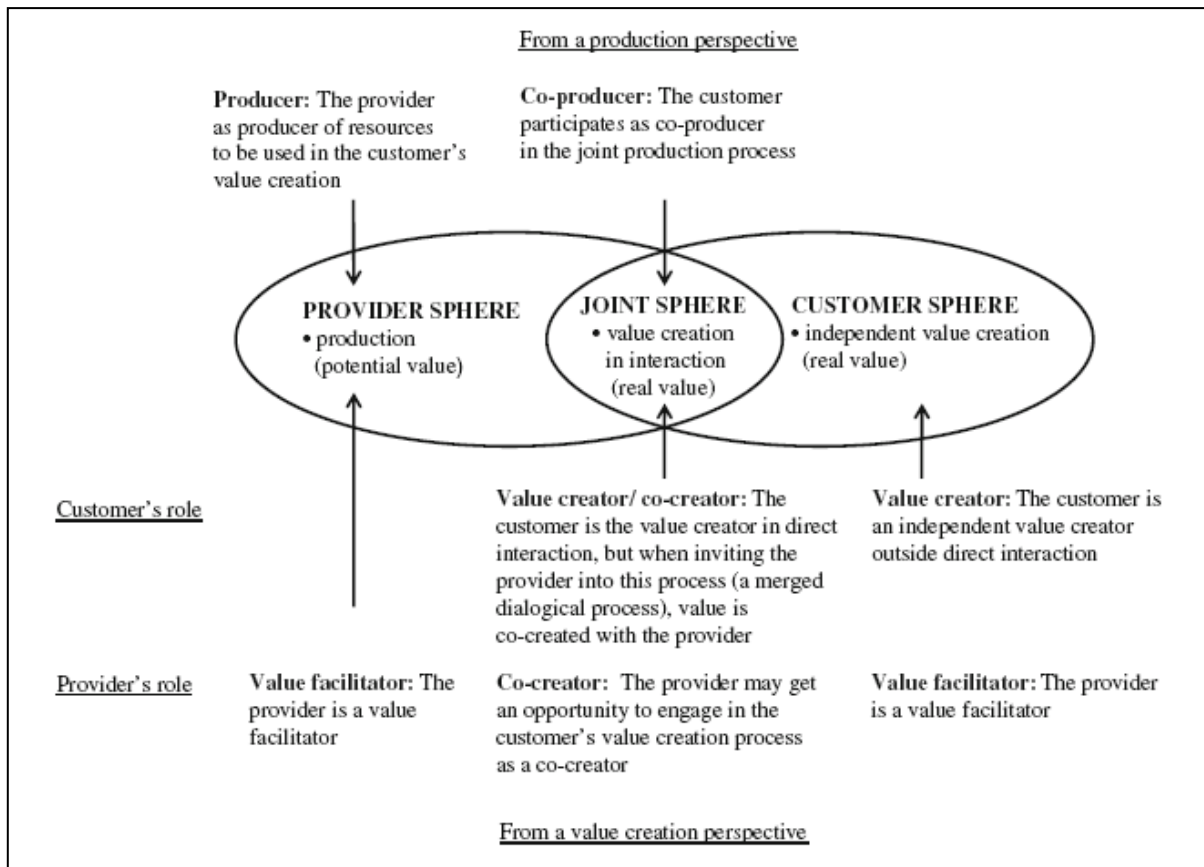 From a production perspective
Producer: The provider
as producer of resources
to be used in the customer's
value creation
Co-producer: The customer
participates as co-producer
in the joint production process
PROVIDER SPHERE
• production
(potential value)
JOINT SPHERE
• value creation
in interaction
(real value)
CUSTOMER SPHERE
• independent value creation
(real value)
Customer's role
Value creator/ co-creator: The
customer is the value creator in direct
interaction, but when inviting the
provider into this process (a merged
dialogical process), value is
co-created with the provider
Value creator: The customer is
an independent value creator
outside direct interaction
Provider's role
Value facilitator: The
provider is a value
facilitator
Co-creator: The provider may get
an opportunity to engage in the
customer's value creation process
as a co-creator
Value facilitator: The provider
is a value facilitator
From a value creation perspective